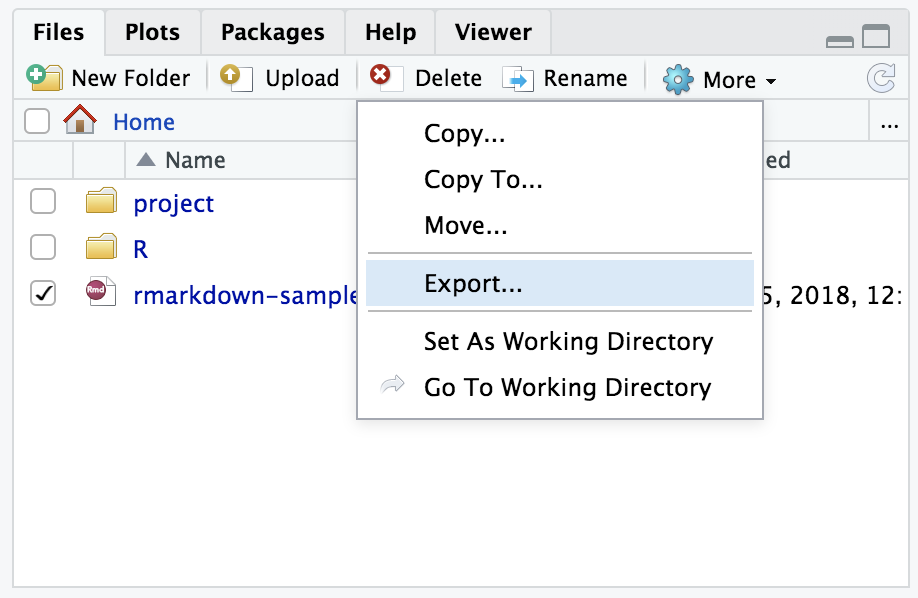 Files Plots Packages Help Viewer
New Folder Upload Delete Rename More
Home ...
Name ed
Copy...
Copy To...
Move...
project
R
Export...
Rmd rmarkdown-sample 5, 2018, 12:
Set As Working Directory
Go To Working Directory